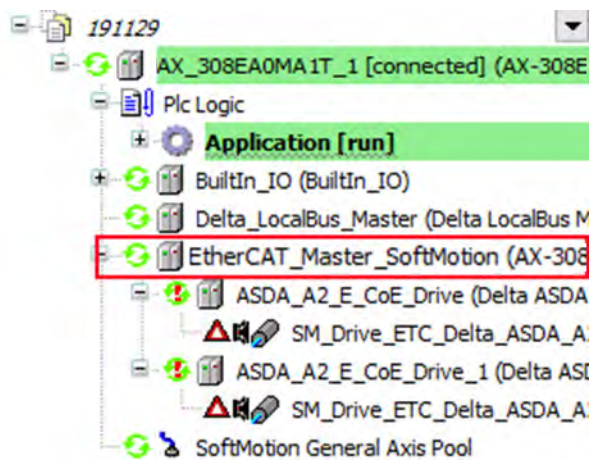 191129
AX_308EA0MA1T_1 [connected] (AX-308E
Plc Logic
Application [run]
BuiltIn_IO (BuiltIn_IO)
Delta_LocalBus_Master (Delta LocalBus M
EtherCAT_Master_SoftMotion (AX-308
ASDA_A2_E_CoE_Drive (Delta ASDA
SM_Drive_ETC_Delta_ASDA_A2
ASDA_A2_E_CoE_Drive_1 (Delta ASD
SM_Drive_ETC_Delta_ASDA_A2
SoftMotion General Axis Pool